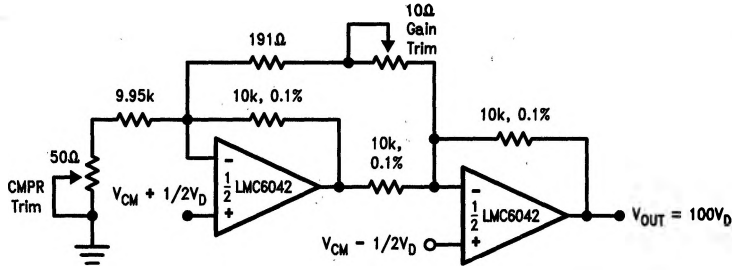 10Ω
Gain
Trim
191Ω
9.95k
10k, 0.1%
10k, 0.1%
10k,
0.1%
50Ω
CMPR
Trim
-
1/2 LMC6042
+
V_CM + 1/2V_D
-
1/2 LMC6042
+
V_CM - 1/2V_D
V_OUT = 100V_D